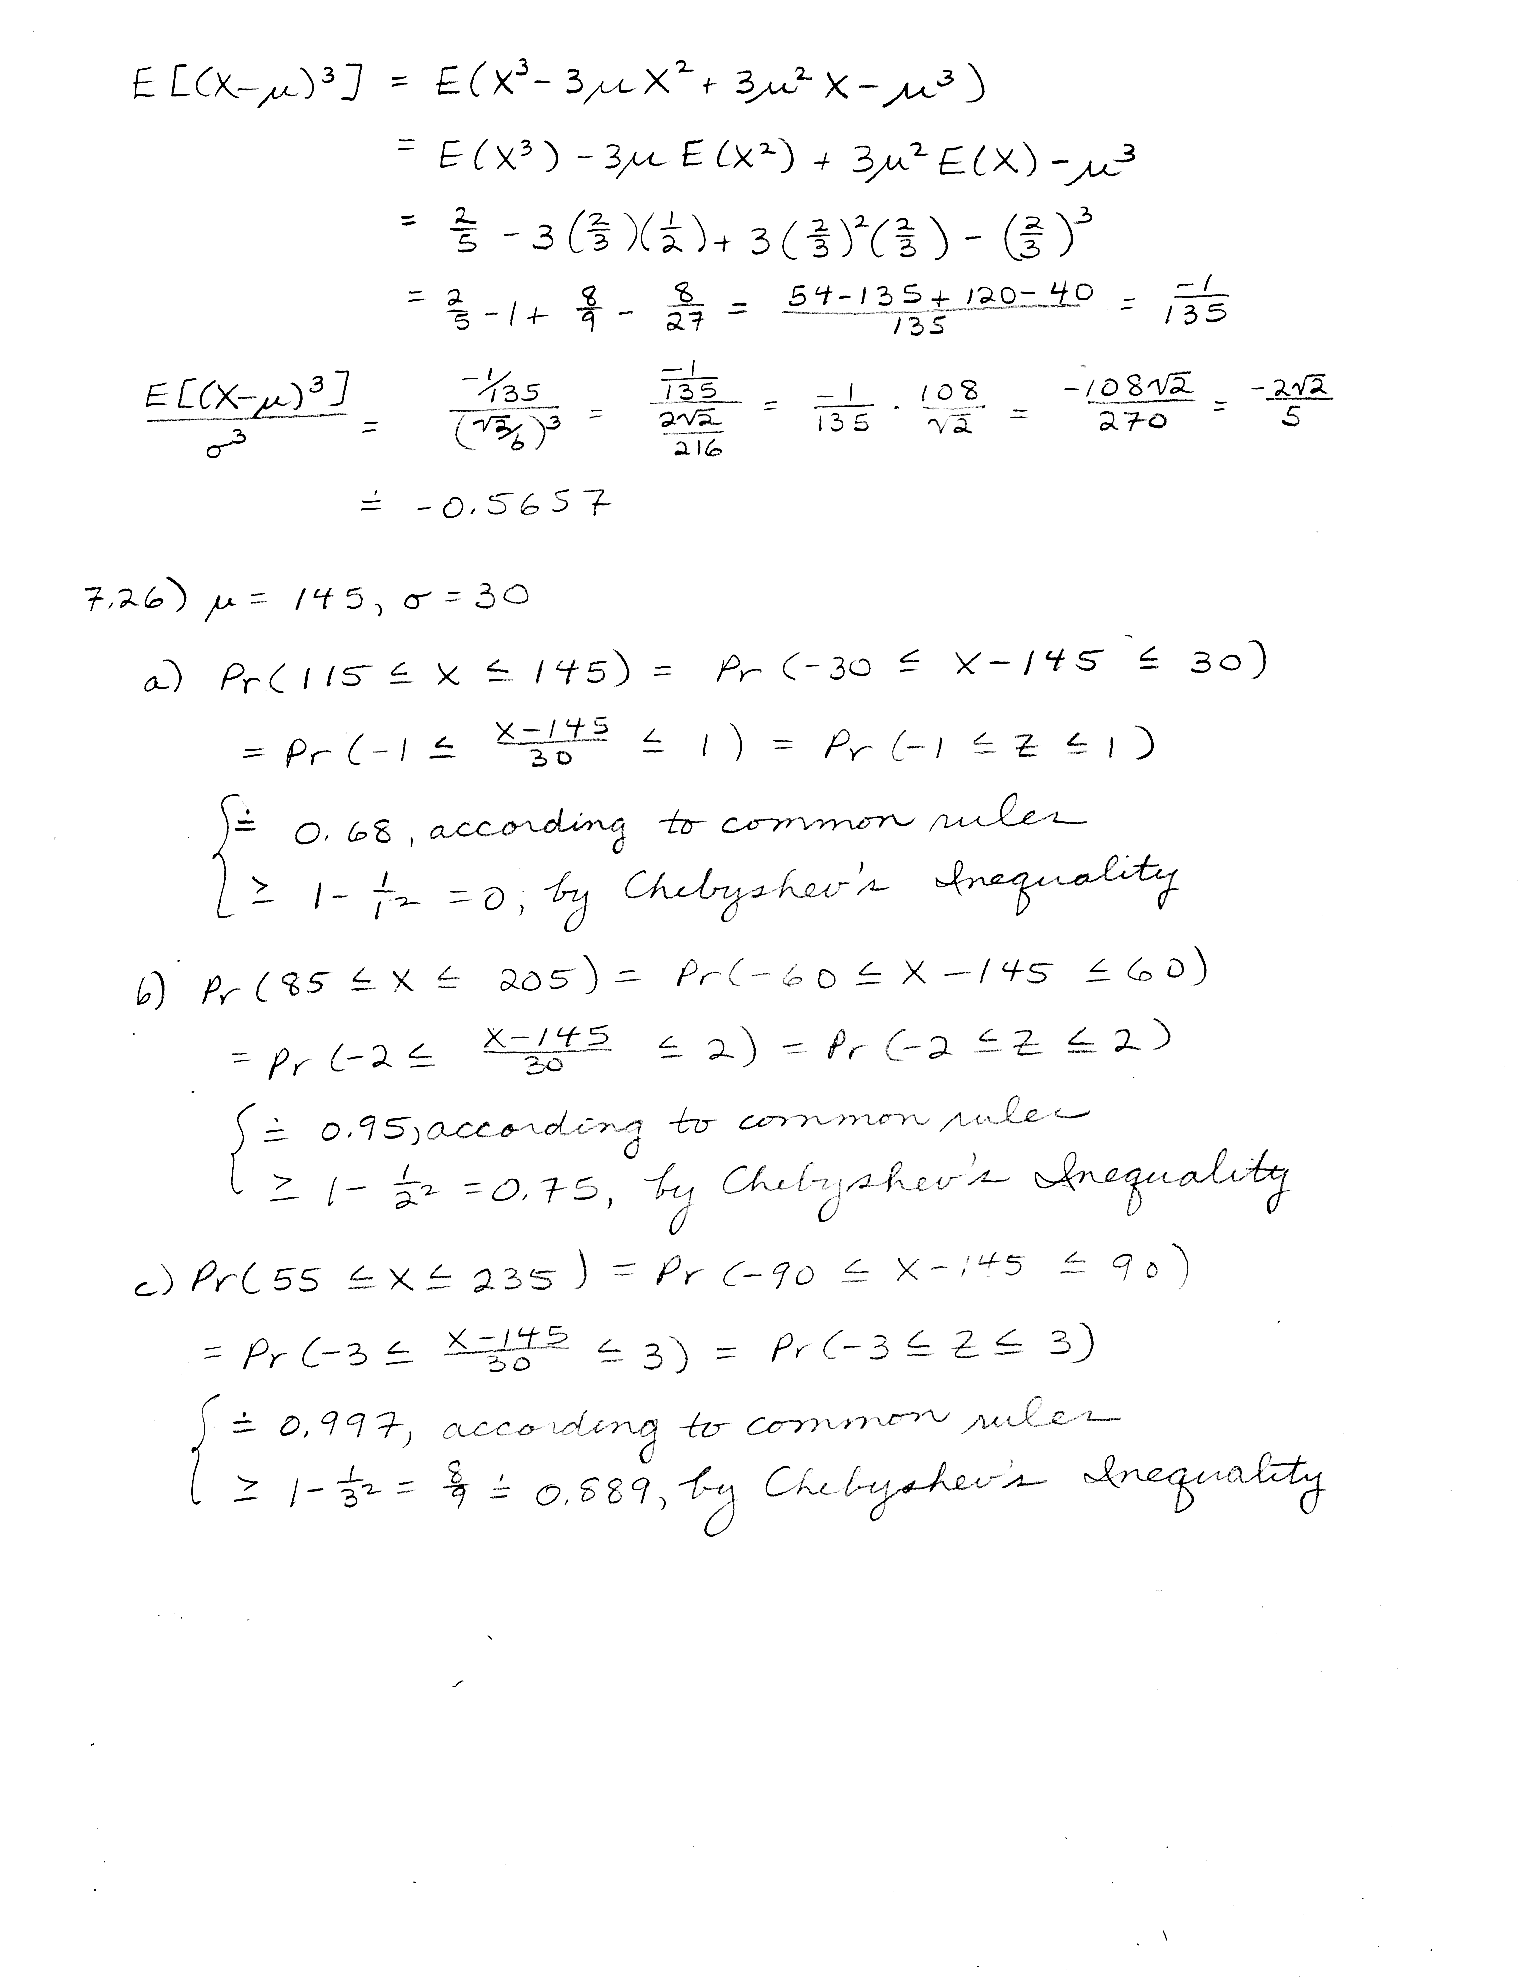 E[(X-μ)³] = E(X³-3μX²+3μ²X-μ³)
= E(X³)-3μE(X²)+3μ²E(X)-μ³
= 2/5 - 3(2/3)(1/2)+3(2/3)²(2/3)-(2/3)³
= 2/5 - 1 + 8/9 - 8/27 = (54-135+120-40)/135 = -1/135
E[(X-μ)³]/σ³ = (-1/135)/(√2/6)³ = (-1/135)/(2√2/216) = -1/135 · 108/√2 = -108√2/270 = -2√2/5
≐ -0.5657
7.26) μ = 145, σ = 30
a) Pr(115 ≤ X ≤ 145) = Pr(-30 ≤ X-145 ≤ 30)
= Pr(-1 ≤ (X-145)/30 ≤ 1) = Pr(-1 ≤ Z ≤ 1)
{ ≐ 0.68, according to common rules
≥ 1 - 1/1² = 0, by Chebyshev's Inequality
b) Pr(85 ≤ X ≤ 205) = Pr(-60 ≤ X-145 ≤ 60)
= Pr(-2 ≤ (X-145)/30 ≤ 2) = Pr(-2 ≤ Z ≤ 2)
{ ≐ 0.95, according to common rules
≥ 1 - 1/2² = 0.75, by Chebyshev's Inequality
c) Pr(55 ≤ X ≤ 235) = Pr(-90 ≤ X-145 ≤ 90)
= Pr(-3 ≤ (X-145)/30 ≤ 3) = Pr(-3 ≤ Z ≤ 3)
{ ≐ 0.997, according to common rules
≥ 1 - 1/3² = 8/9 ≐ 0.889, by Chebyshev's Inequality